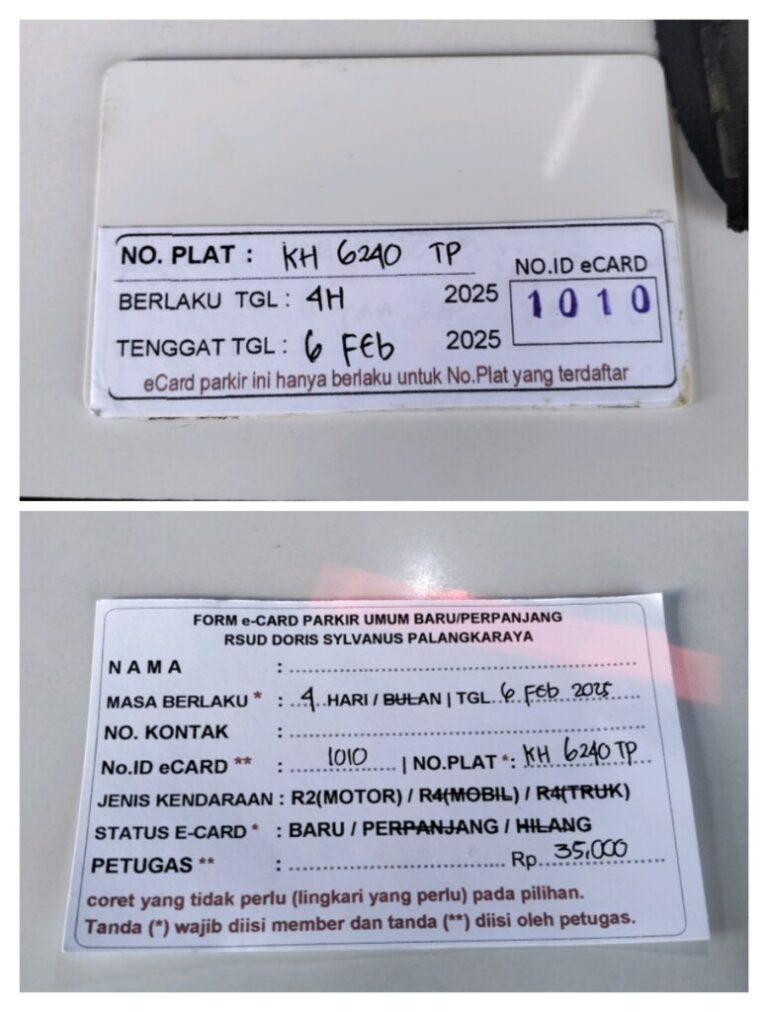 NO. PLAT : KH 6240 TP
NO.ID eCARD
BERLAKU TGL : 4H 2025
1010
TENGGAT TGL : 6 FEb 2025
eCard parkir ini hanya berlaku untuk No.Plat yang terdaftar
FORM e-CARD PARKIR UMUM BARU/PERPANJANG
RSUD DORIS SYLVANUS PALANGKARAYA
NAMA : ..........
MASA BERLAKU * : 4 HARI / BULAN | TGL 6 FEb 2025
NO. KONTAK : ..........
No.ID eCARD ** : 1010 | NO.PLAT *: KH 6240 TP
JENIS KENDARAAN : R2(MOTOR) / R4(MOBIL) / R4(TRUK)
STATUS E-CARD * : BARU / PERPANJANG / HILANG
PETUGAS ** : .......... Rp. 35,000
coret yang tidak perlu (lingkari yang perlu) pada pilihan.
Tanda (*) wajib diisi member dan tanda (**) diisi oleh petugas.